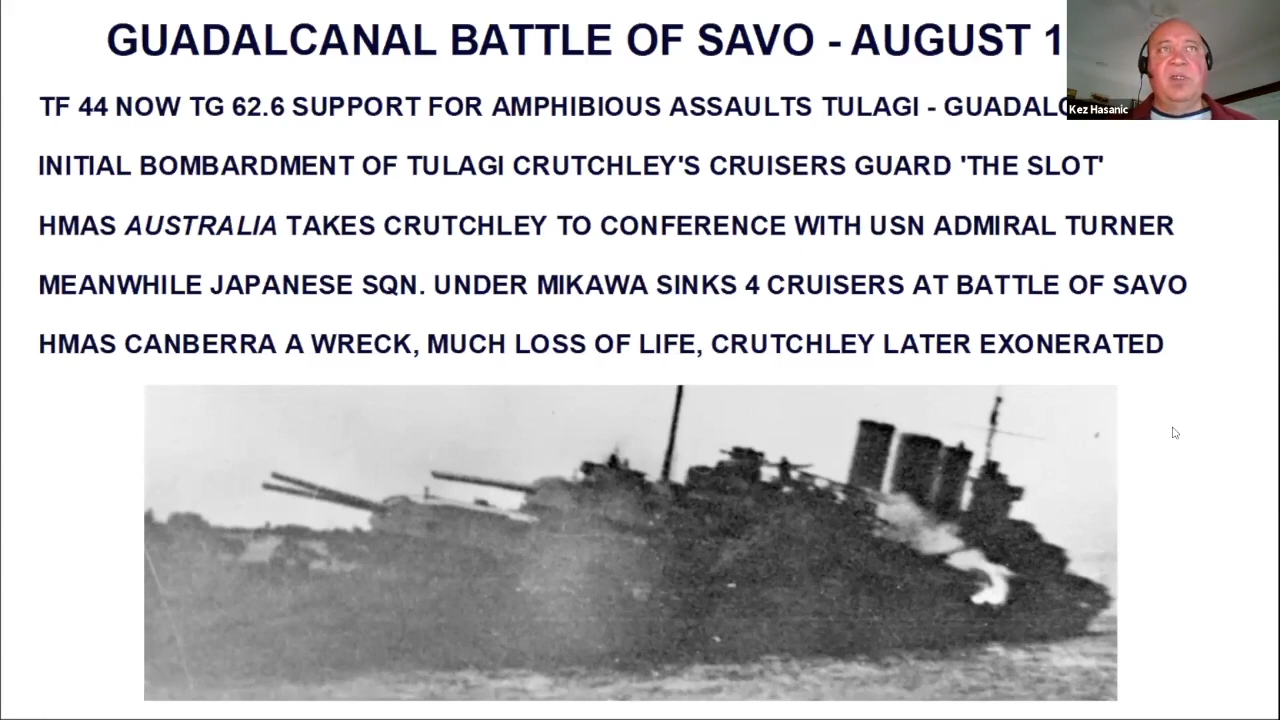 GUADALCANAL BATTLE OF SAVO - AUGUST 1
TF 44 NOW TG 62.6 SUPPORT FOR AMPHIBIOUS ASSAULTS TULAGI -
Kez Hasanic
INITIAL BOMBARDMENT OF TULAGI CRUTCHLEY'S CRUISERS GUARD 'THE SLOT'
HMAS AUSTRALIA TAKES CRUTCHLEY TO CONFERENCE WITH USN ADMIRAL TURNER
MEANWHILE JAPANESE SQN. UNDER MIKAWA SINKS 4 CRUISERS AT BATTLE OF SAVO
HMAS CANBERRA A WRECK, MUCH LOSS OF LIFE, CRUTCHLEY LATER EXONERATED